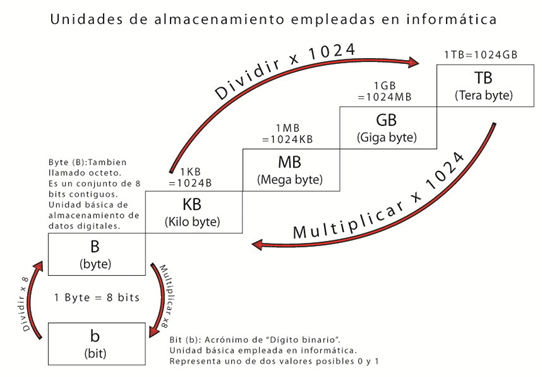 Unidades de almacenamiento empleadas en informática
Dividir x 1024
1TB=1024GB
TB
(Tera byte)
1GB
=1024MB
GB
(Giga byte)
1MB
=1024KB
MB
(Mega byte)
1KB
=1024B
KB
(Kilo byte)
Multiplicar x 1024
Byte (B):Tambien
llamado octeto.
Es un conjunto de 8
bits contiguos.
Unidad básica de
almacenamiento de
datos digitales.
B
(byte)
Dividir x 8
1 Byte = 8 bits
Multiplicar x8
b
(bit)
Bit (b): Acrónimo de “Dígito binario”.
Unidad básica empleada en informática.
Representa uno de dos valores posibles 0 y 1